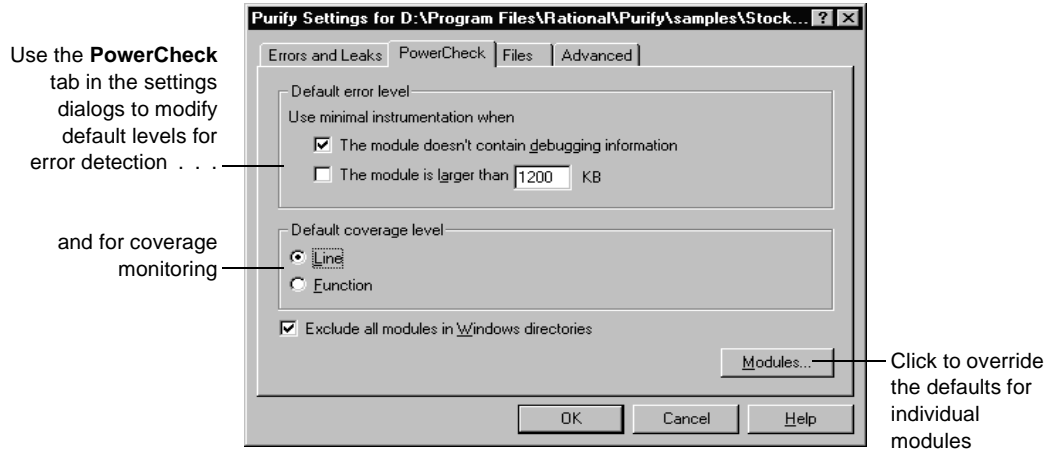 Purify Settings for D:\Program Files\Rational\Purify\samples\Stock... ? X
Use the PowerCheck
tab in the settings
dialogs to modify
default levels for
error detection . . .
Errors and Leaks PowerCheck Files Advanced
Default error level
Use minimal instrumentation when
The module doesn't contain debugging information
The module is larger than 1200 KB
and for coverage
monitoring
Default coverage level
Line
Function
Exclude all modules in Windows directories
Modules...
Click to override
the defaults for
individual
modules
OK Cancel Help